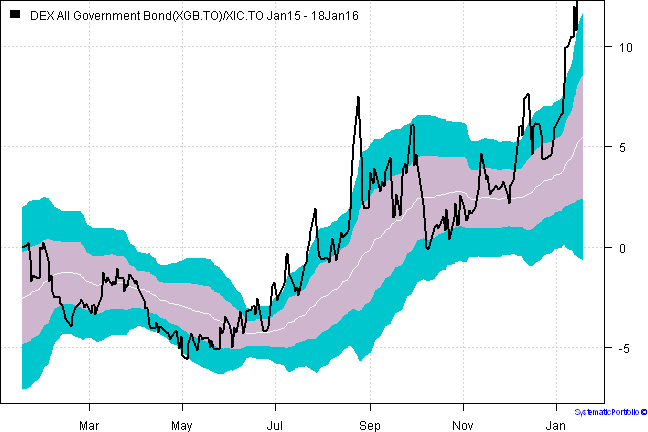 DEX All Government Bond(XGB.TO)/XIC.TO Jan15 - 18Jan16
10
5
0
-5
Mar May Jul Sep Nov Jan
SystematicPortfolio ©